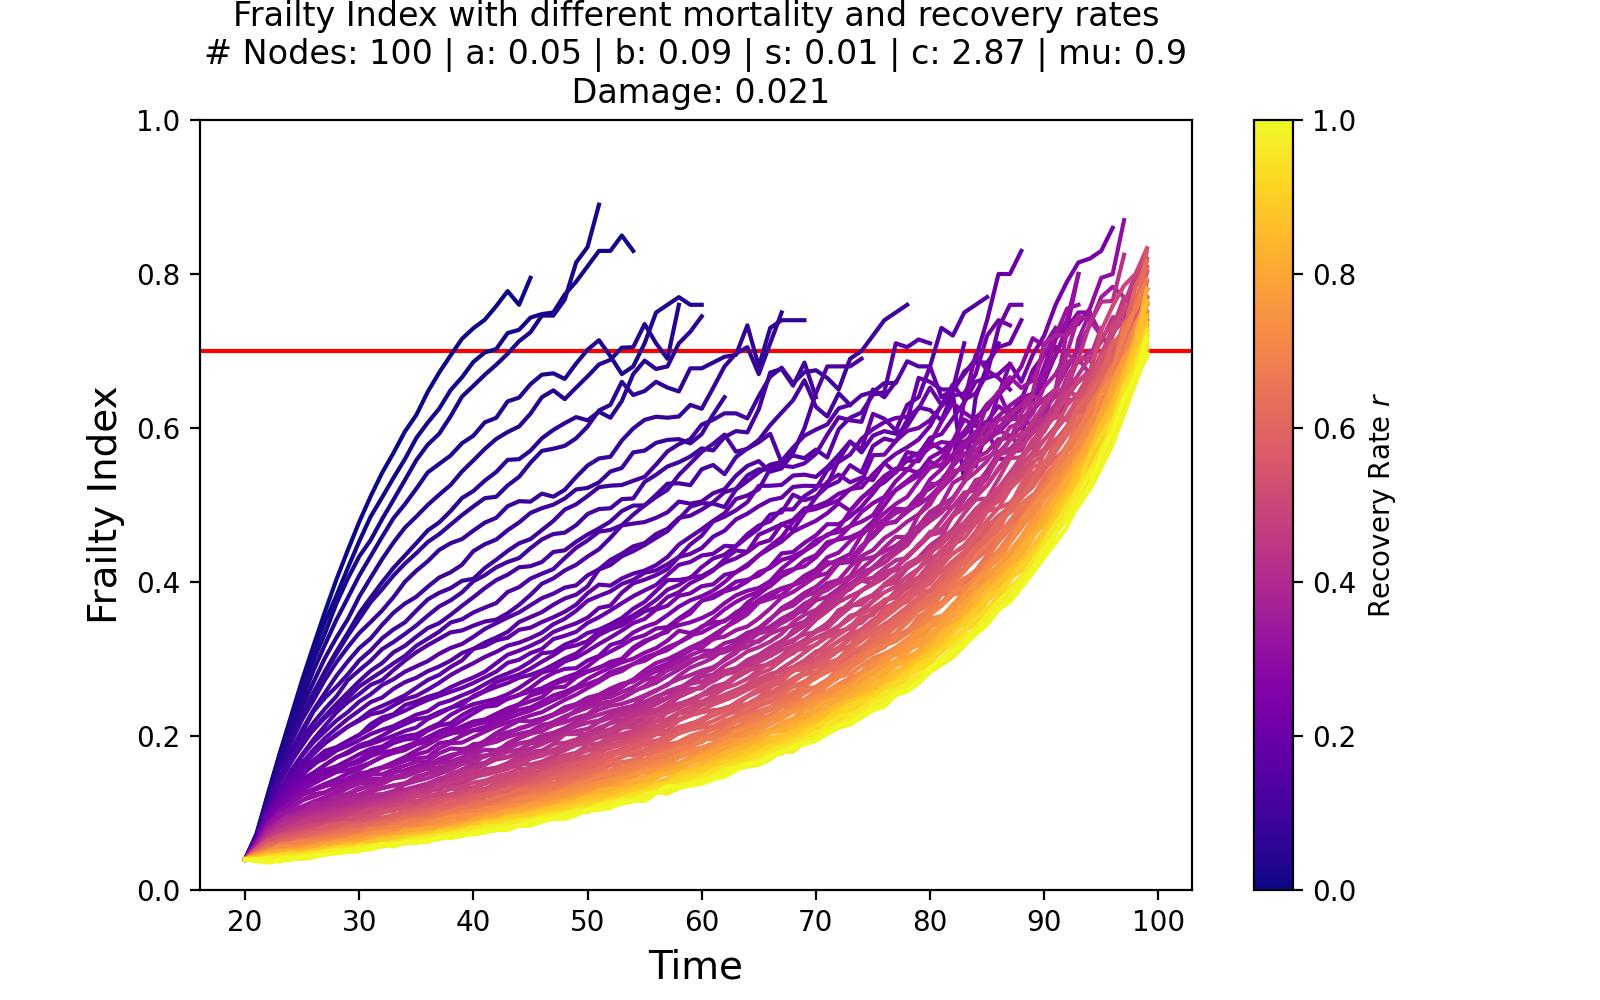 Frailty Index with different mortality and recovery rates
# Nodes: 100 | a: 0.05 | b: 0.09 | s: 0.01 | c: 2.87 | mu: 0.9
Damage: 0.021
1.0
0.8
0.6
0.4
0.2
0.0
Frailty Index
20 30 40 50 60 70 80 90 100
Time
1.0
0.8
0.6
0.4
0.2
0.0
Recovery Rate r